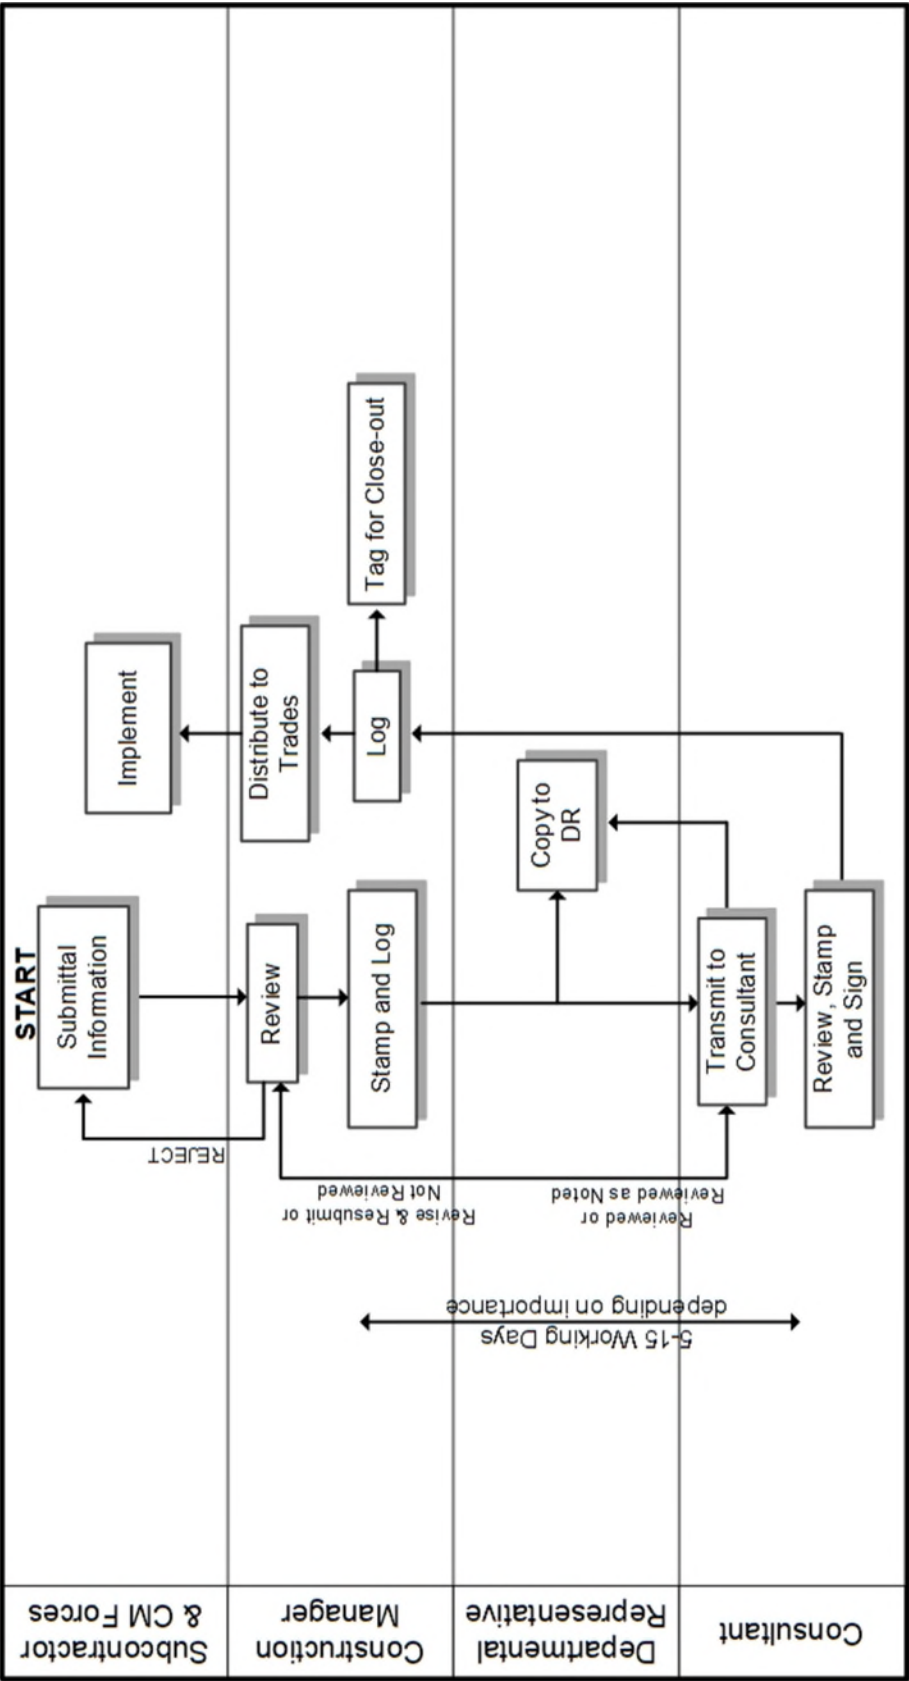 START
Submittal
Information
Implement
REJECT
Review
Distribute to
Trades
Stamp and Log
Log
Tag for Close-out
Revise & Resubmit or
Not Reviewed
Reviewed or
Reviewed as Noted
Copy to
DR
Transmit to
Consultant
Review, Stamp
and Sign
5-15 Working Days
depending on importance
Subcontractor
& CM Forces
Construction
Manager
Departmental
Representative
Consultant